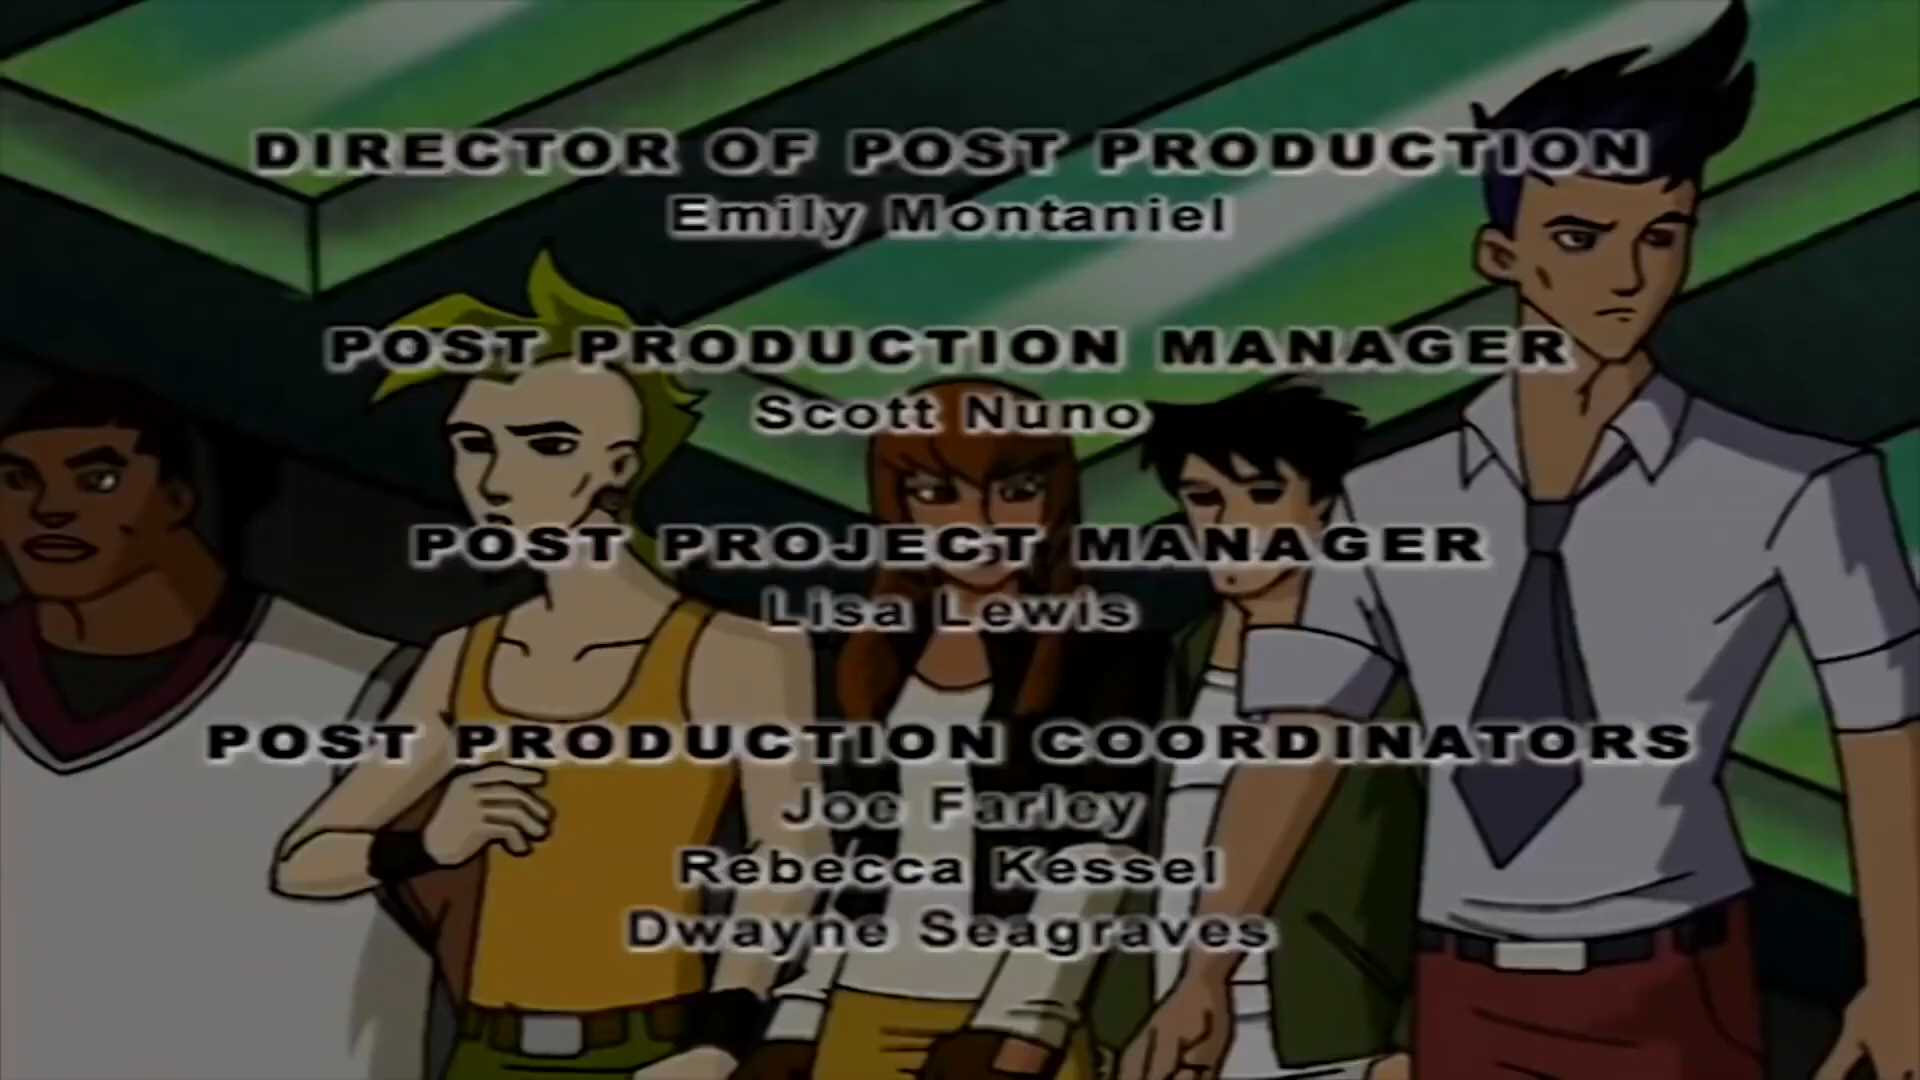 DIRECTOR OF POST PRODUCTION
Emily Montaniel
POST PRODUCTION MANAGER
Scott Nuno
POST PROJECT MANAGER
Lisa Lewis
POST PRODUCTION COORDINATORS
Joe Farley
Rebecca Kessel
Dwayne Seagraves